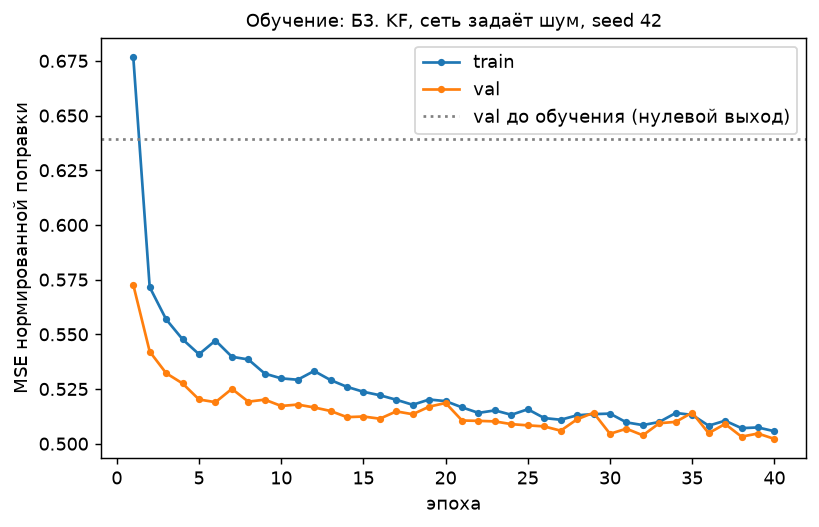 Обучение: Б3. KF, сеть задаёт шум, seed 42
train
val
val до обучения (нулевой выход)
MSE нормированной поправки
0.675
0.650
0.625
0.600
0.575
0.550
0.525
0.500
0 5 10 15 20 25 30 35 40
эпоха